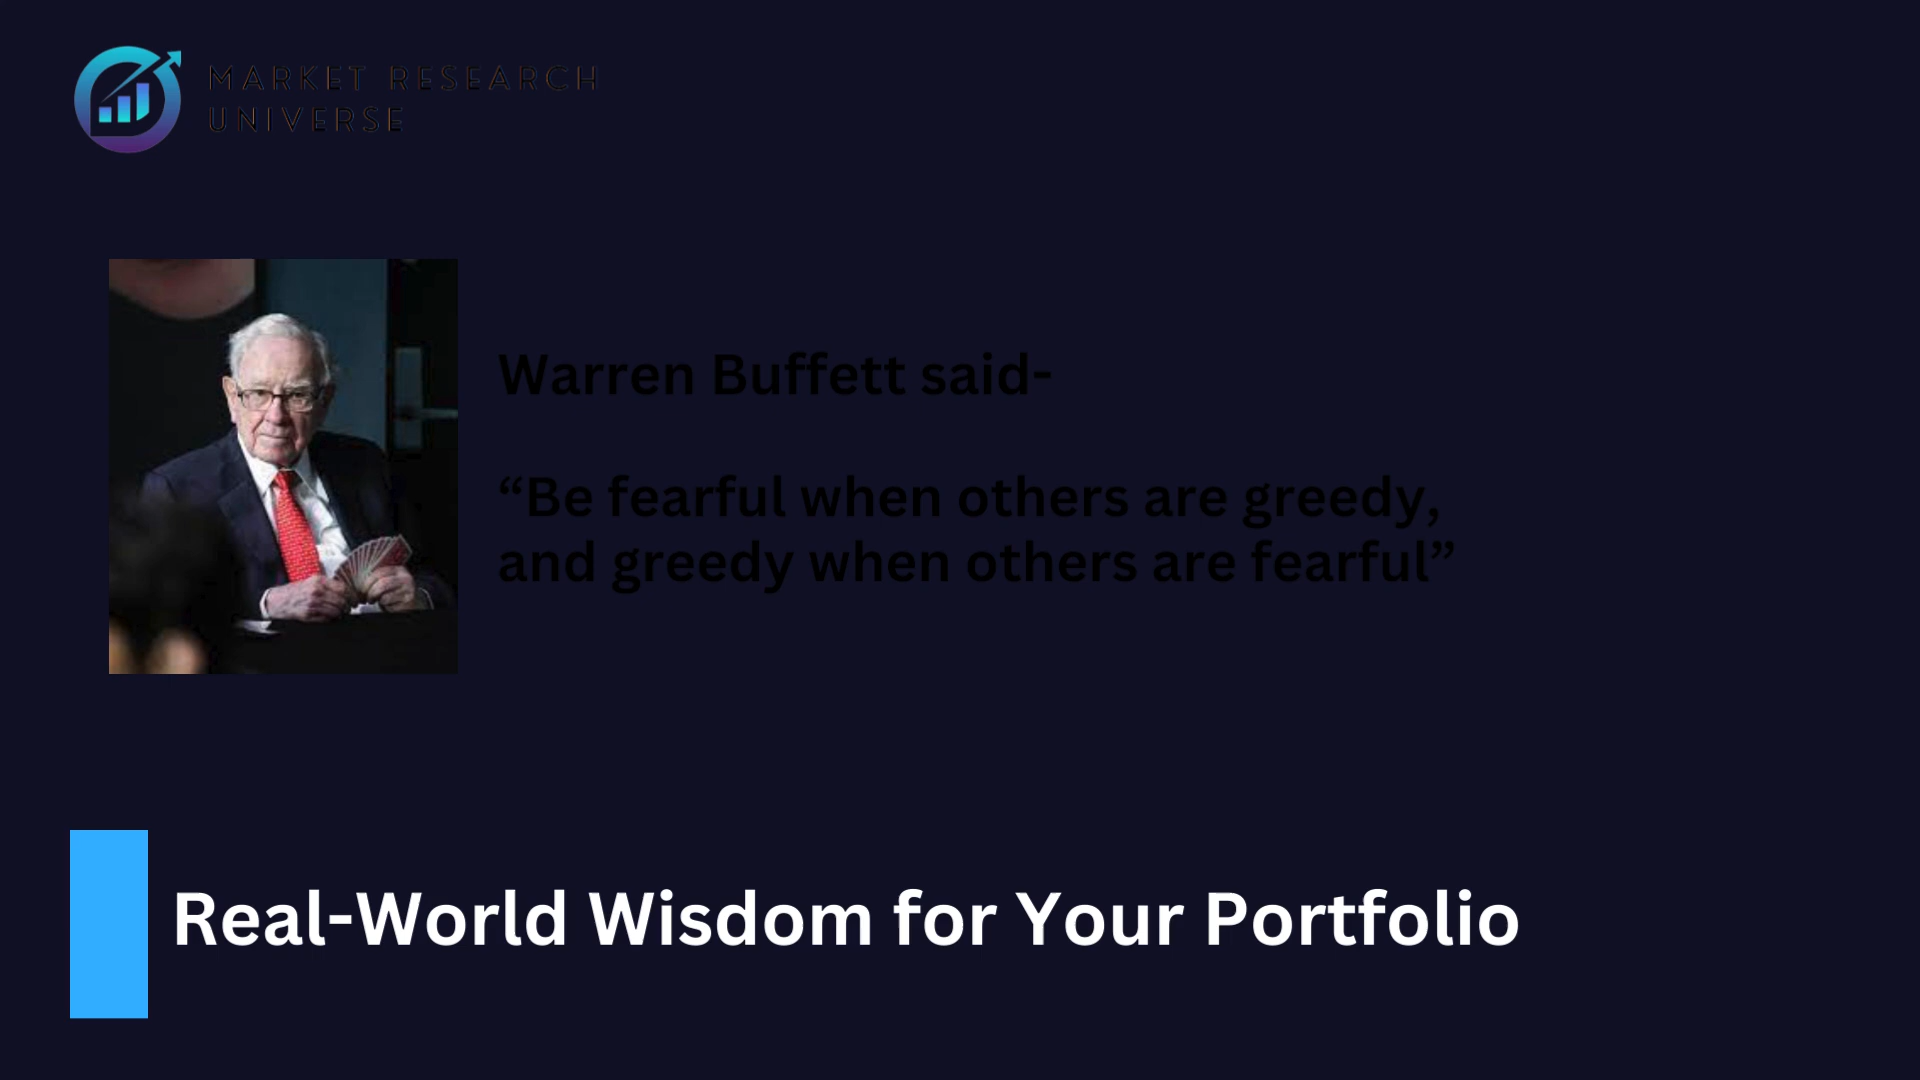 MARKET RESEARCH
UNIVERSE
Warren Buffett said-
“Be fearful when others are greedy,
and greedy when others are fearful”
Real-World Wisdom for Your Portfolio